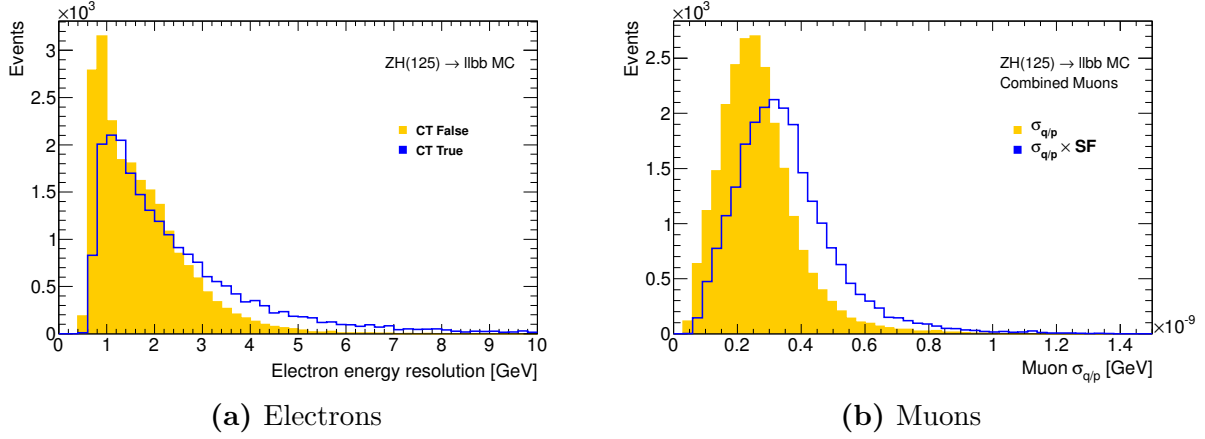 ×10³
Events
3
2.5
2
1.5
1
0.5
0
ZH(125) → llbb MC
CT False
CT True
0 1 2 3 4 5 6 7 8 9 10
Electron energy resolution [GeV]
(a) Electrons
×10³
Events
2.5
2
1.5
1
0.5
0
ZH(125) → llbb MC
Combined Muons
σq/p
σq/p × SF
0 0.2 0.4 0.6 0.8 1 1.2 1.4
×10⁻⁹
Muon σq/p [GeV]
(b) Muons